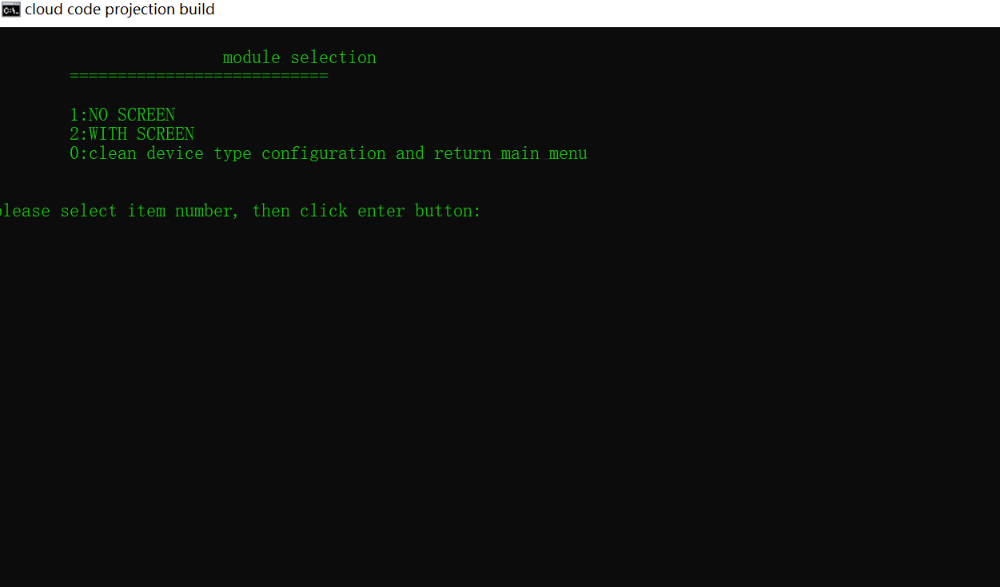 cloud code projection build
module selection
===========================
1:NO SCREEN
2:WITH SCREEN
0:clean device type configuration and return main menu
please select item number, then click enter button: